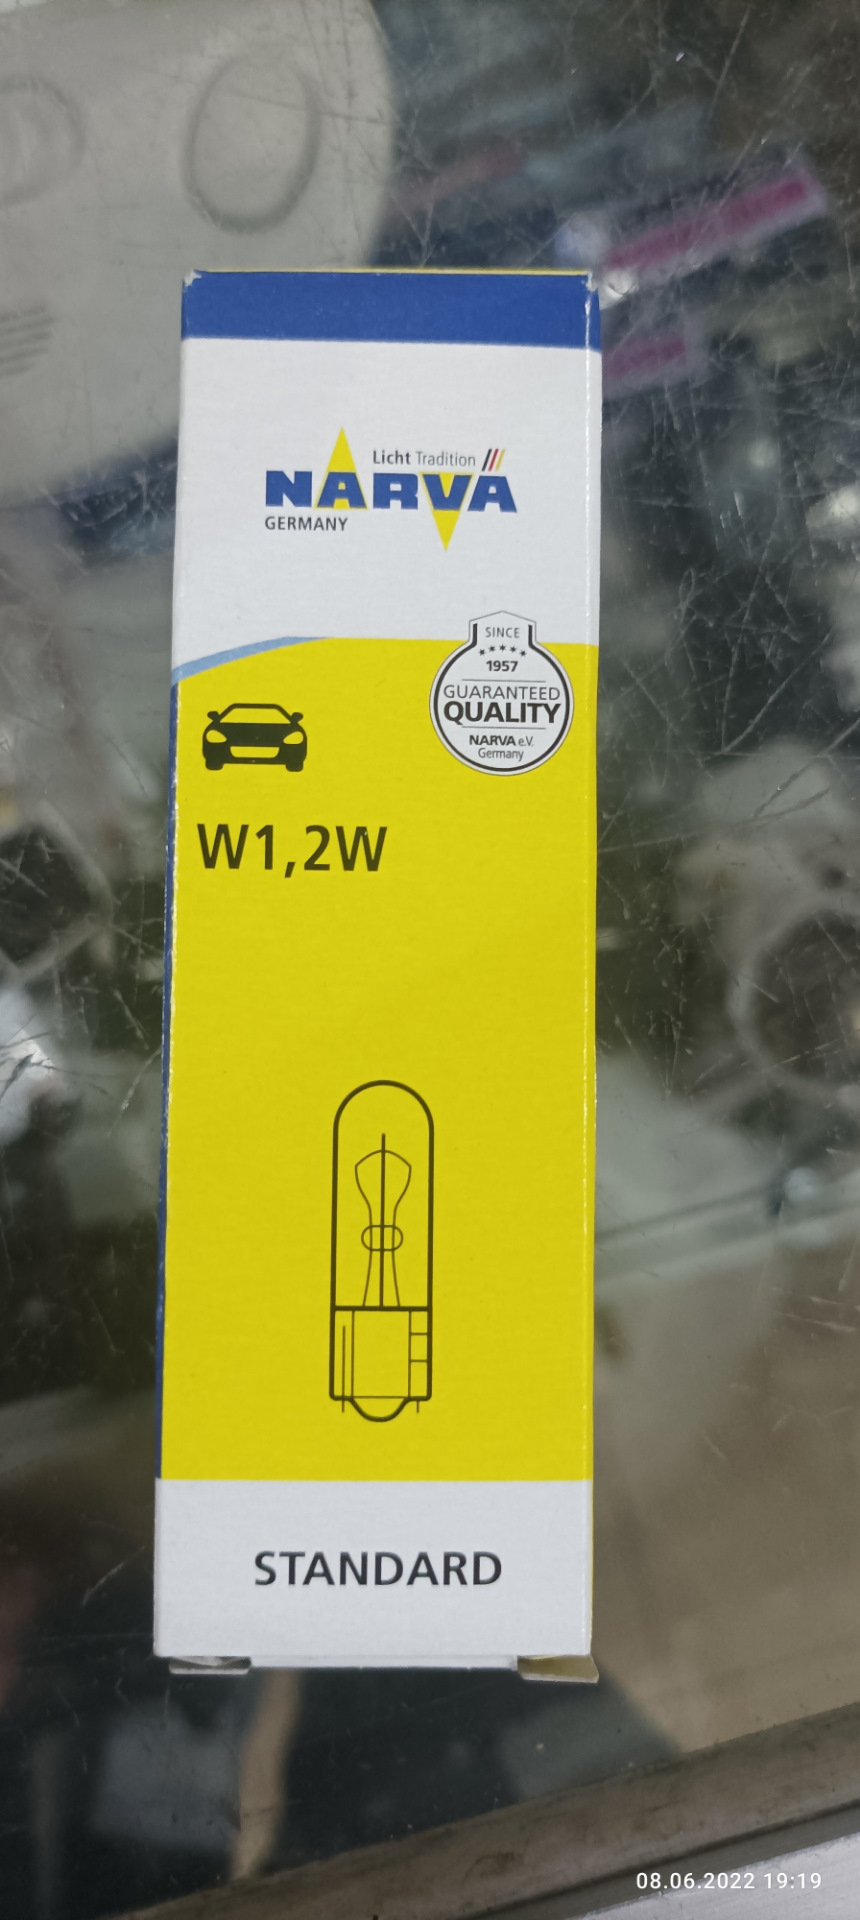 Licht Tradition
NARVA
GERMANY
SINCE
1957
GUARANTEED
QUALITY
NARVA e.V.
Germany
W1,2W
STANDARD
08.06.2022 19:19